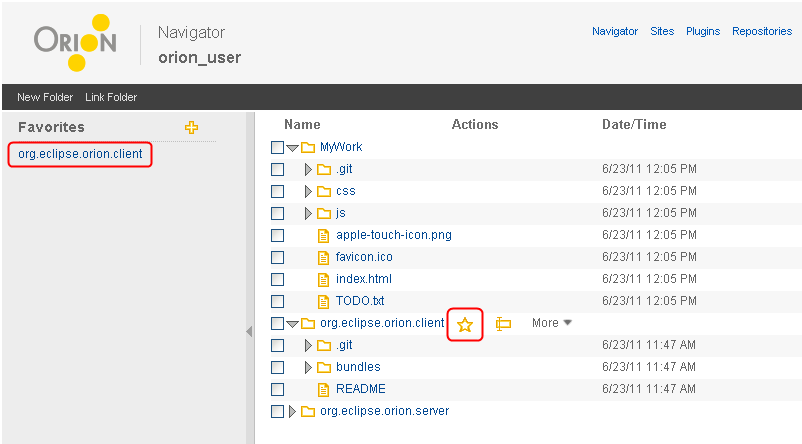 ORION
Navigator
orion_user
Navigator Sites Plugins Repositories
New Folder Link Folder
Favorites
org.eclipse.orion.client
Name Actions Date/Time
MyWork
.git 6/23/11 12:05 PM
css 6/23/11 12:05 PM
js 6/23/11 12:05 PM
apple-touch-icon.png 6/23/11 12:05 PM
favicon.ico 6/23/11 12:05 PM
index.html 6/23/11 12:05 PM
TODO.txt 6/23/11 12:05 PM
org.eclipse.orion.client More
.git 6/23/11 11:47 AM
bundles 6/23/11 11:47 AM
README 6/23/11 11:47 AM
org.eclipse.orion.server